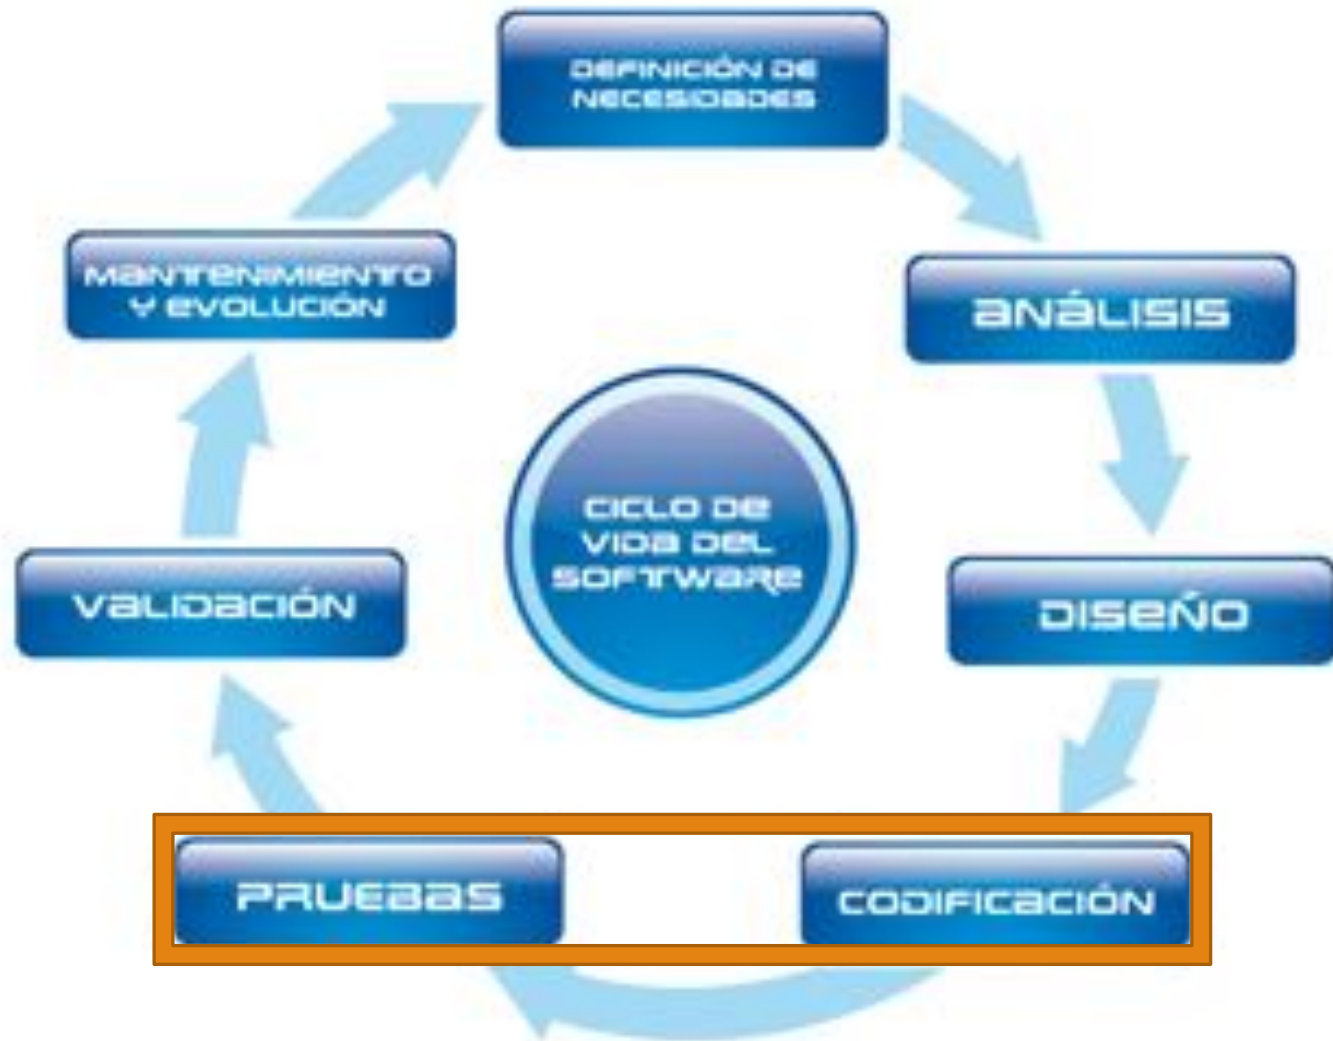 DEFINICIÓN DE
NECESIDADES
ANÁLISIS
DISEÑO
CODIFICACIÓN
PRUEBAS
VALIDACIÓN
MANTENIMIENTO
Y EVOLUCIÓN
CICLO DE
VIDA DEL
SOFTWARE